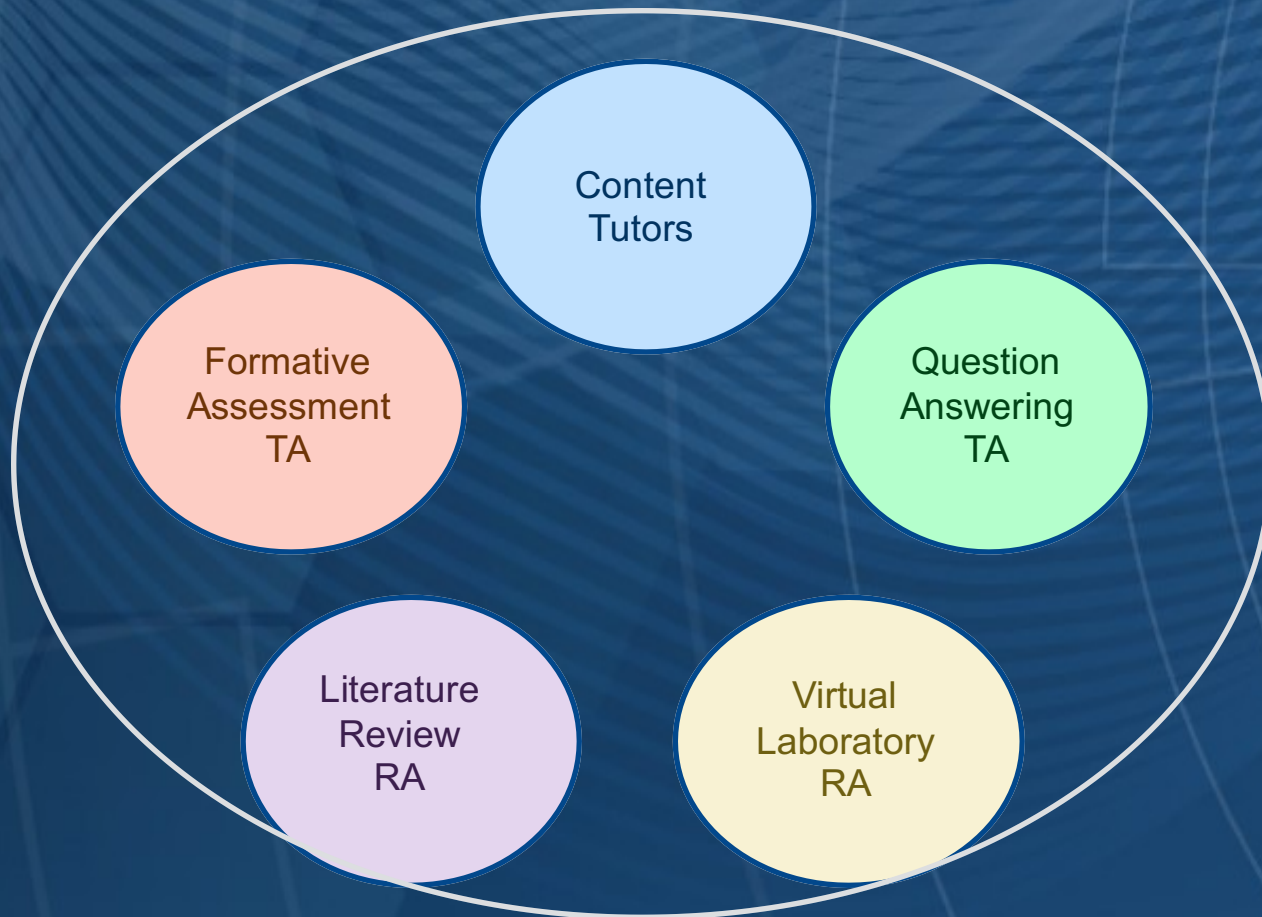 Content
Tutors
Formative
Assessment
TA
Question
Answering
TA
Literature
Review
RA
Virtual
Laboratory
RA